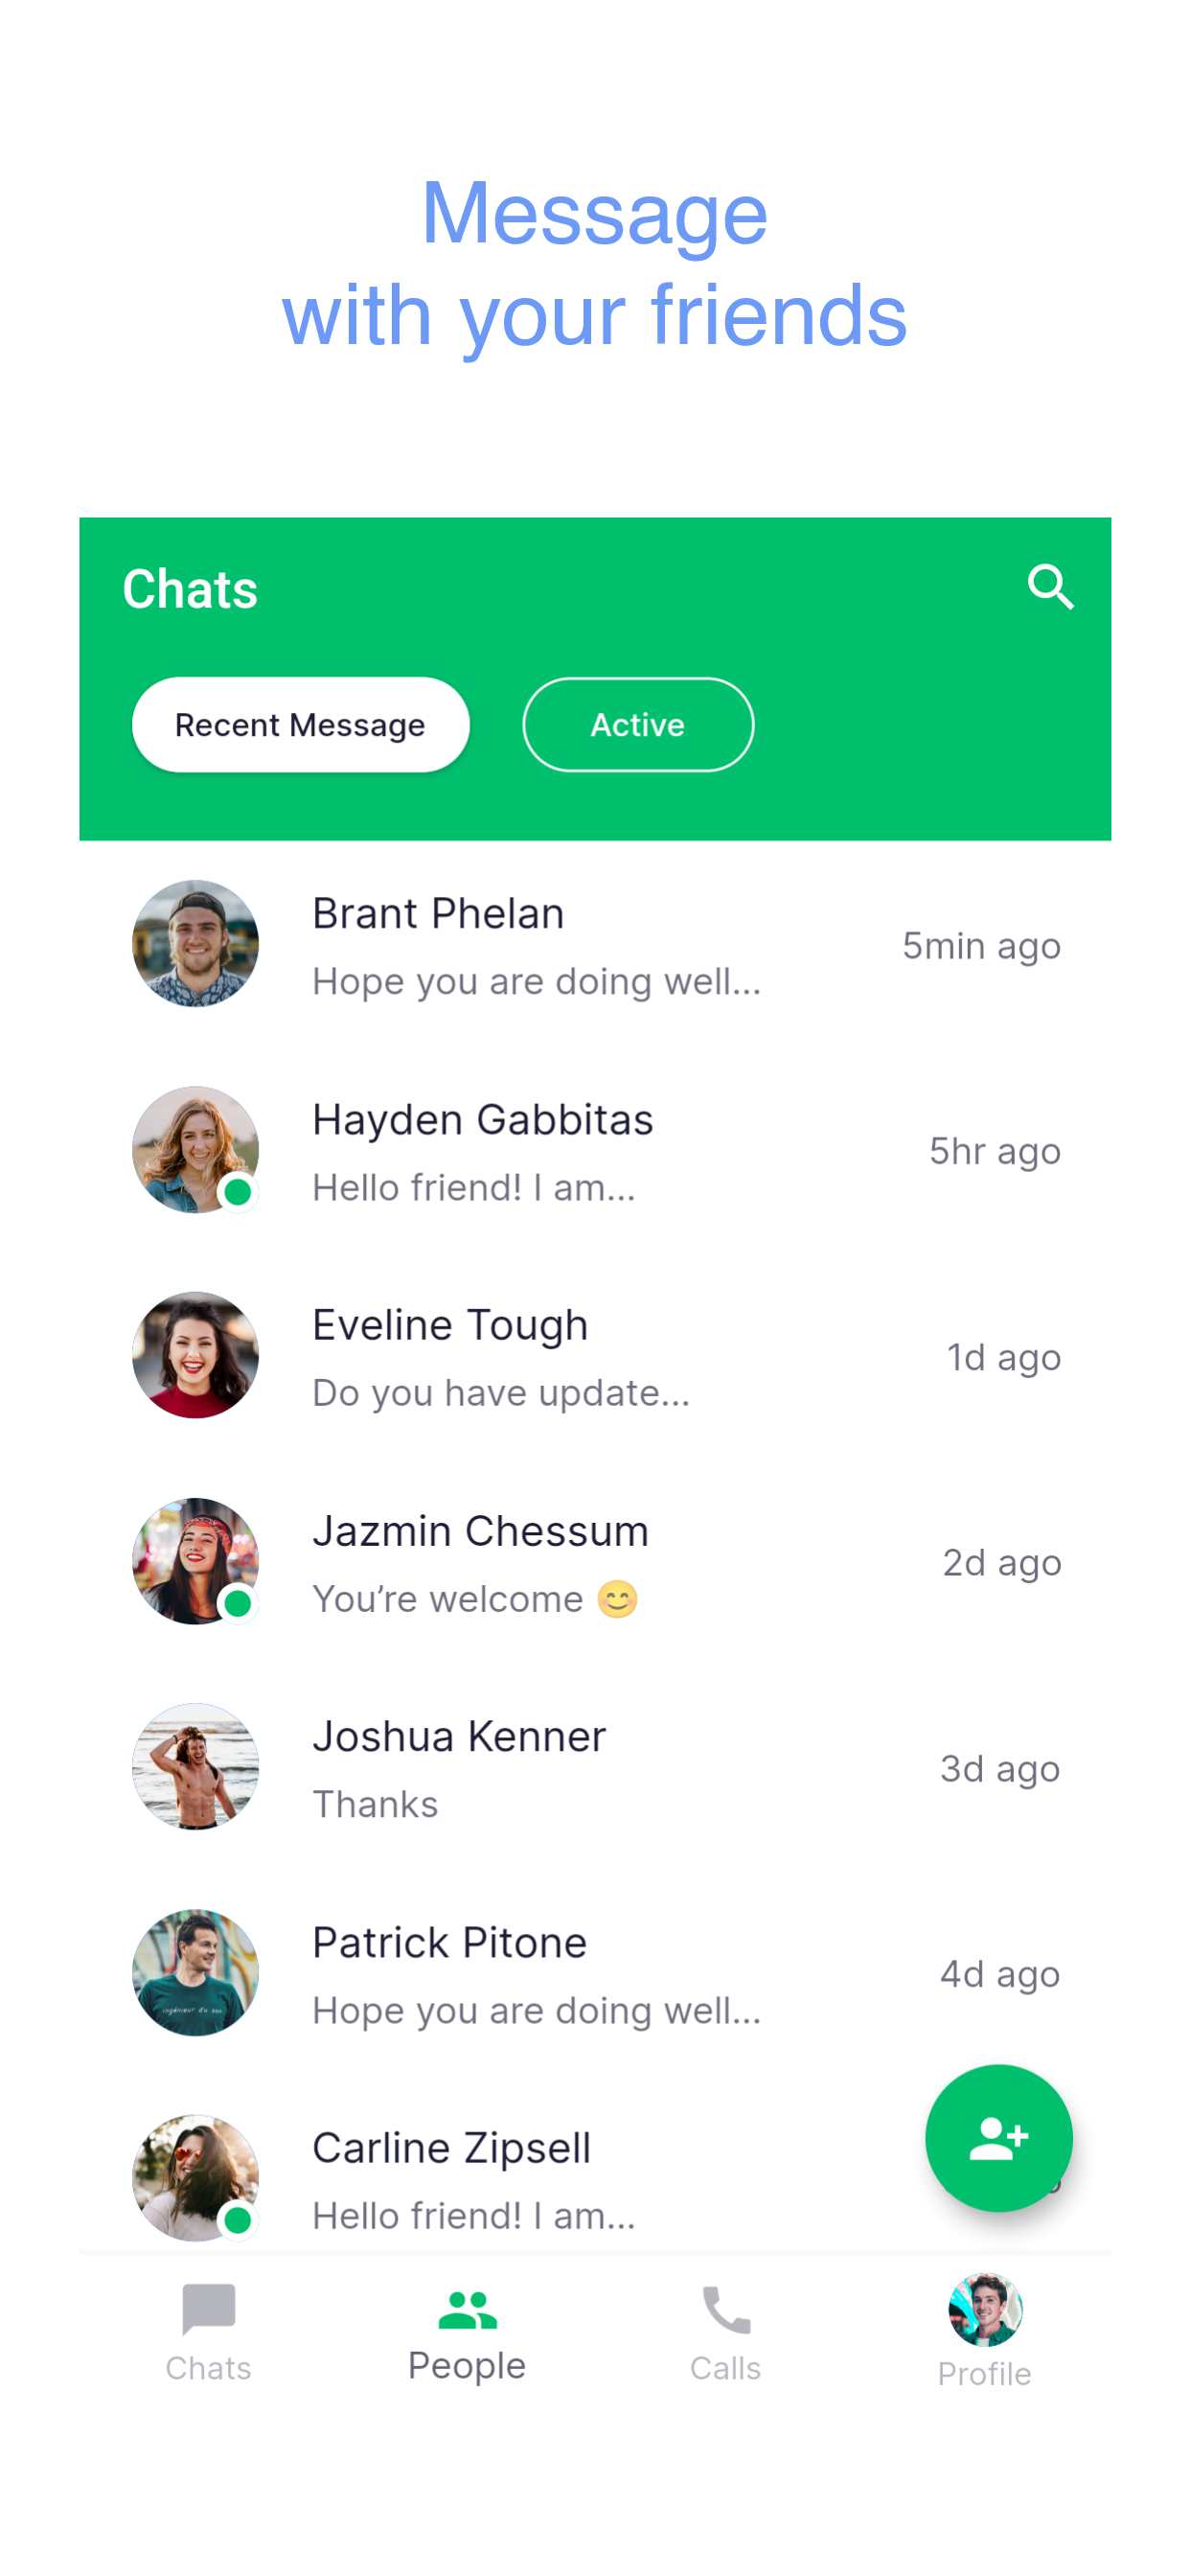 Message
with your friends
Chats
Recent Message
Active
Brant Phelan
Hope you are doing well...
5min ago
Hayden Gabbitas
Hello friend! I am...
5hr ago
Eveline Tough
Do you have update...
1d ago
Jazmin Chessum
You’re welcome 😊
2d ago
Joshua Kenner
Thanks
3d ago
Patrick Pitone
Hope you are doing well...
4d ago
ingénieur du son
Carline Zipsell
Hello friend! I am...
Chats
People
Calls
Profile